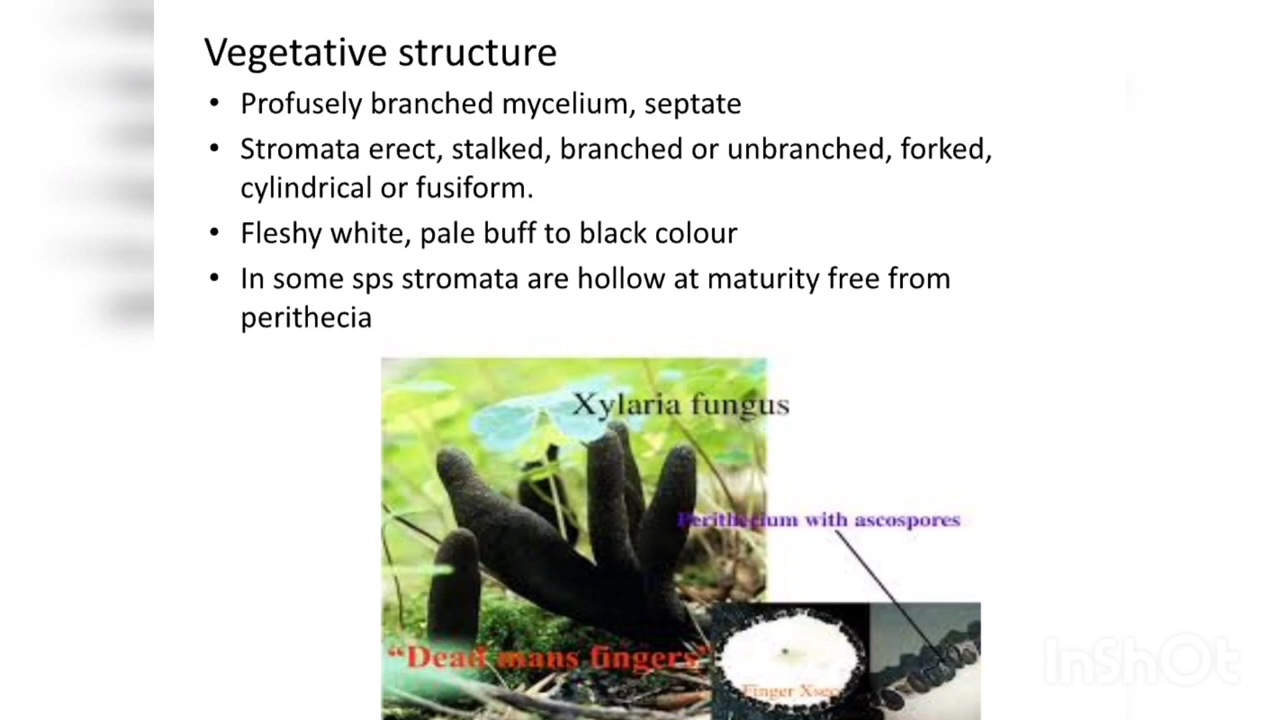 Vegetative structure
• Profusely branched mycelium, septate
• Stromata erect, stalked, branched or unbranched, forked,
cylindrical or fusiform.
• Fleshy white, pale buff to black colour
• In some sps stromata are hollow at maturity free from
perithecia
Xylaria fungus
Perithecium with ascospores
“Dead mans fingers”
Finger Xsec
InShOt